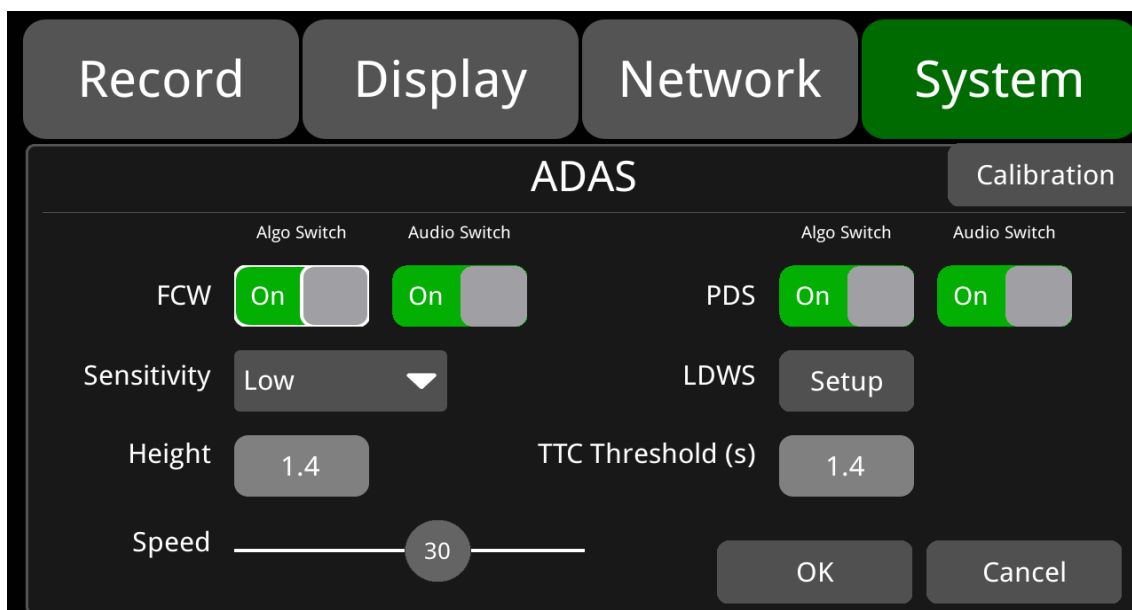 Record Display Network System
ADAS Calibration
Algo Switch Audio Switch Algo Switch Audio Switch
FCW On On PDS On On
Sensitivity Low LDWS Setup
Height 1.4 TTC Threshold (s) 1.4
Speed 30 OK Cancel